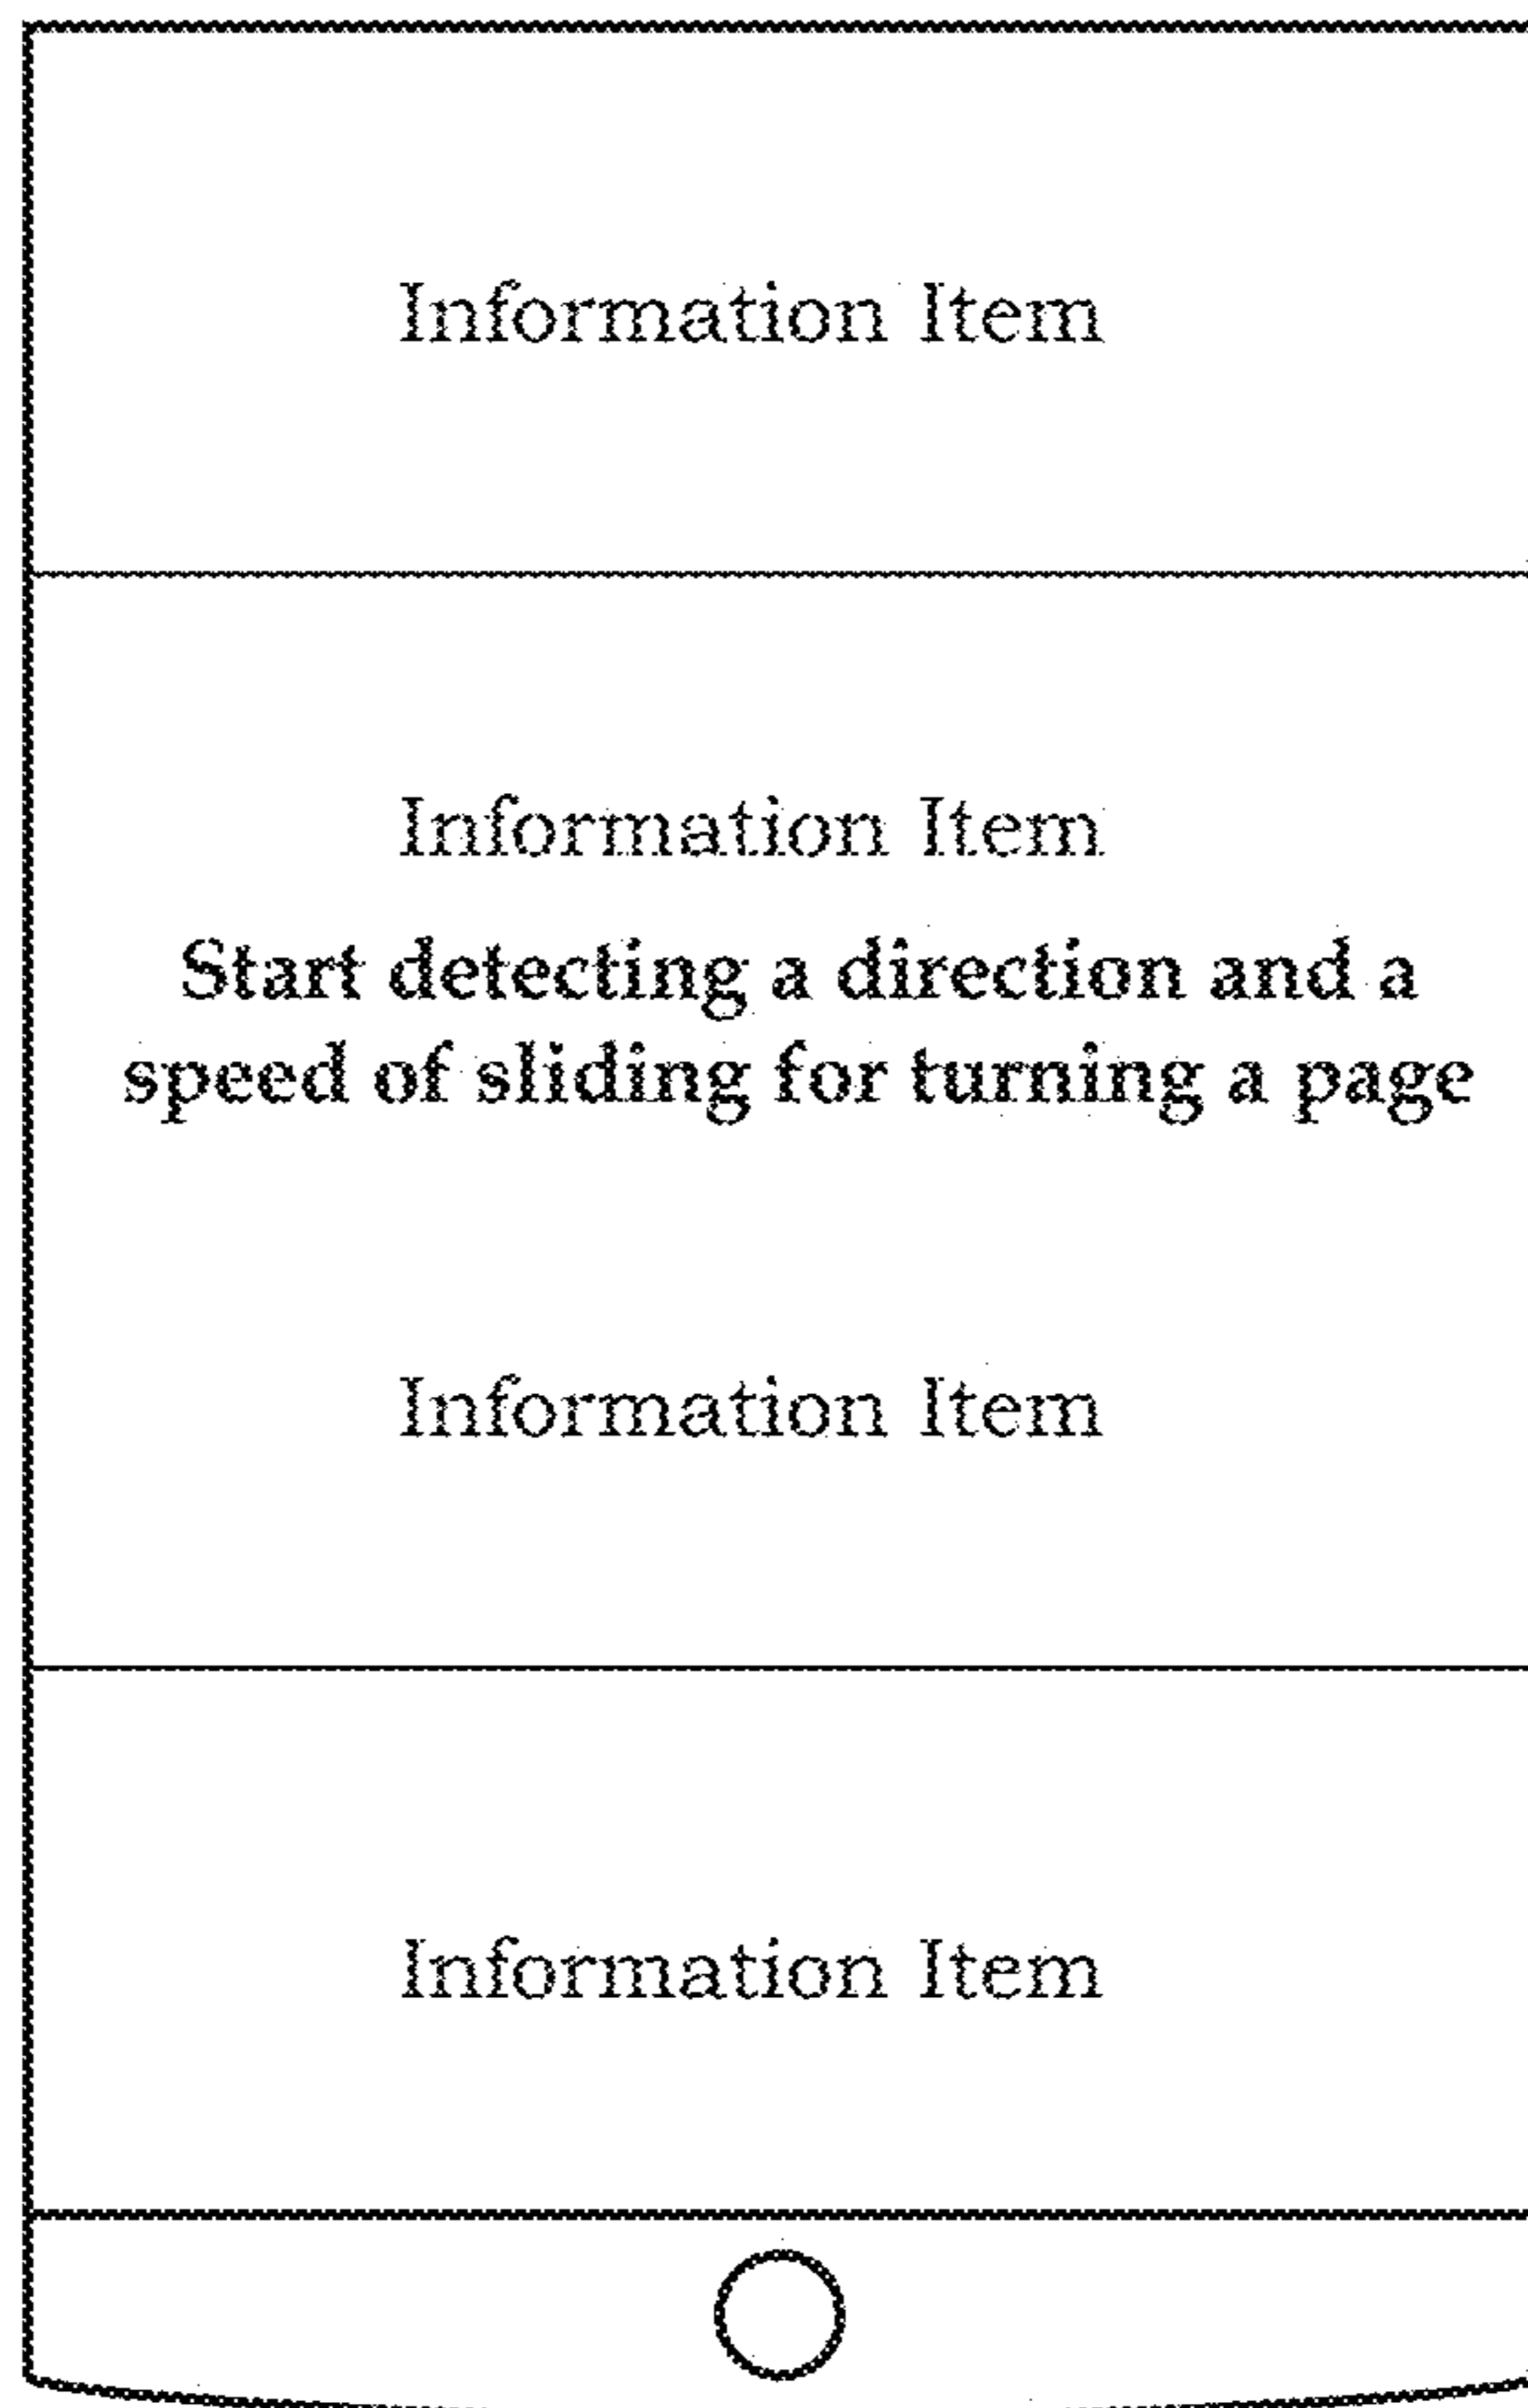 Information Item
Information Item
Start detecting a direction and a
speed of sliding for turning a page
Information Item
Information Item